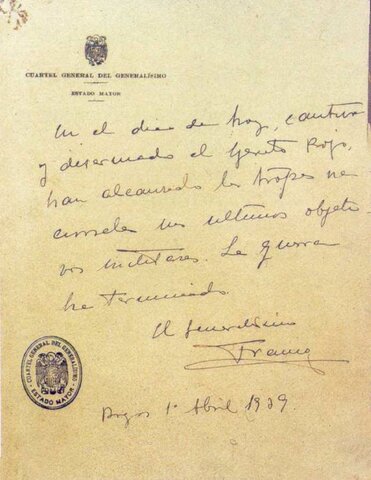 CUARTEL GENERAL DEL GENERALÍSIMO
ESTADO MAYOR
En el dia de hoy, cautivo
y desarmado el Ejército Rojo,
han alcanzado las tropas na
cionales sus ultimos objeti
vos militares. La guerra
ha terminado.
El Generalísimo
Franco
Burgos 1º Abril 1939
CUARTEL GENERAL DEL GENERALISIMO
ESTADO MAYOR